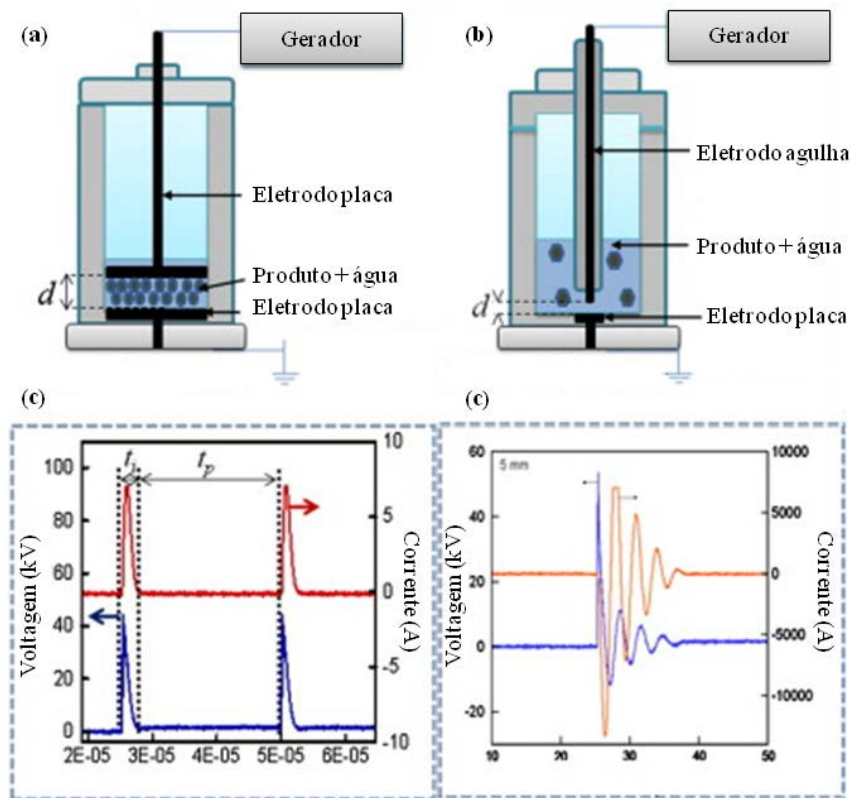 (a)
Gerador
Eletrodo placa
Produto + água
Eletrodo placa
d
(b)
Gerador
Eletrodo agulha
Produto + água
Eletrodo placa
d
(c)
Voltagem (kV)
100
80
60
40
20
0
t_i
t_p
10
5
0
-5
-10
Corrente (A)
2E-05 3E-05 4E-05 5E-05 6E-05
(c)
Voltagem (kV)
60
40
20
0
-20
5 mm
10000
5000
0
-5000
-10000
Corrente (A)
10 20 30 40 50